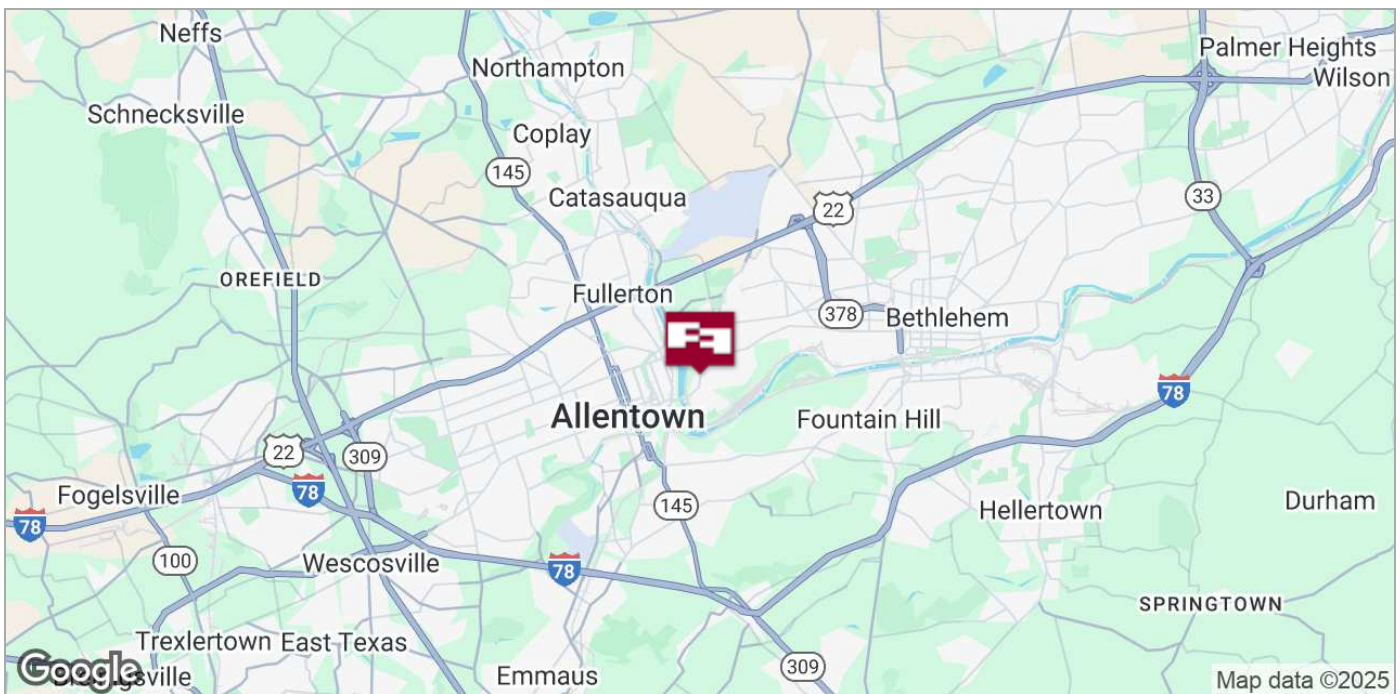 Neffs
Palmer Heights
Wilson
Northampton
Schnecksville
Coplay
145
33
Catasauqua
22
OREFIELD
Fullerton
378
Bethlehem
78
Allentown
Fountain Hill
22
309
78
Fogelsville
78
145
Hellertown
Durham
100
Wescosville
78
SPRINGTOWN
Trexlertown
East Texas
309
Emmaus
Google
Map data ©2025